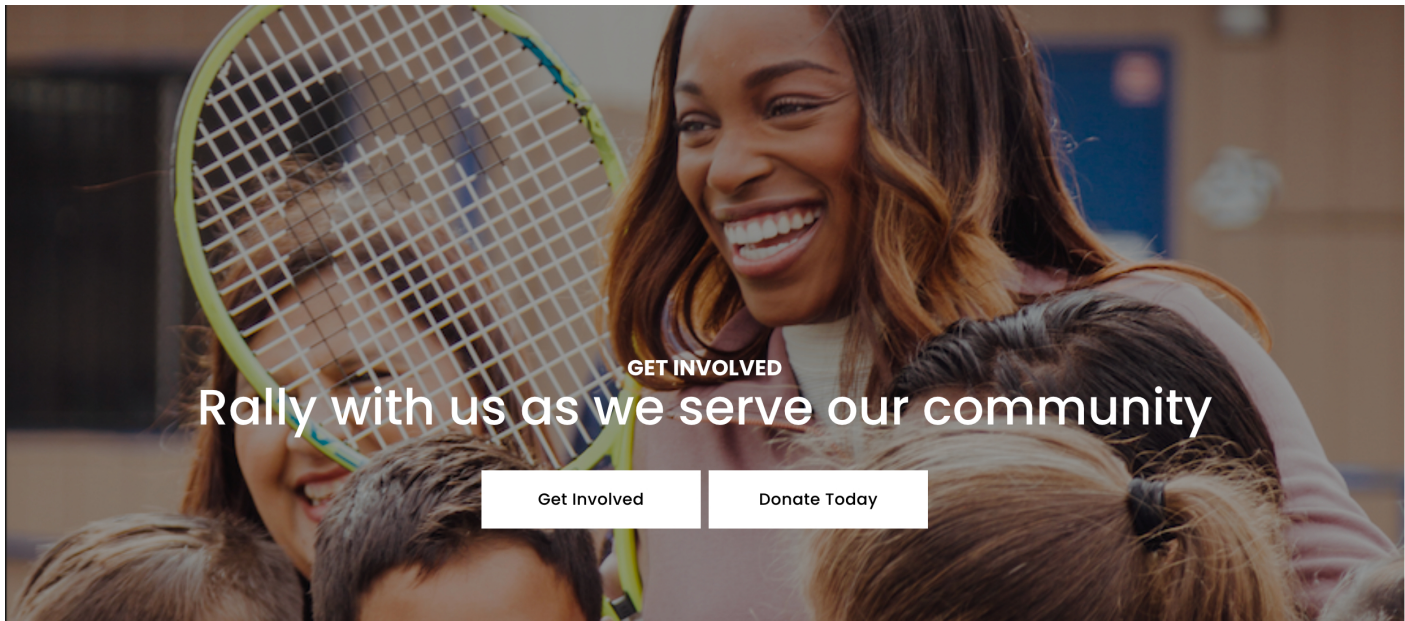 GET INVOLVED
Rally with us as we serve our community
Get Involved
Donate Today